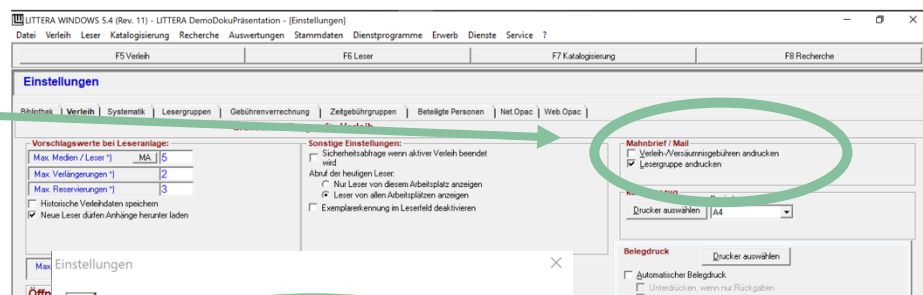 LITTERA WINDOWS 5.4 (Rev. 11) - LITTERA DemoDokuPräsentation - [Einstellungen]
Datei Verleih Leser Katalogisierung Recherche Auswertungen Stammdaten Dienstprogramme Erwerb Dienste Service ?
F5 Verleih F6 Leser F7 Katalogisierung F8 Recherche
Einstellungen
Bibliothek Verleih Systematik Lesergruppen Gebührenverrechnung Zeitgebührgruppen Beteiligte Personen Net.Opac Web.Opac
Vorschlagswerte bei Leseranlage:
Max. Medien / Leser *) MA 5
Max. Verlängerungen *) 2
Max. Reservierungen *) 3
Historische Verleihdaten speichern
Neue Leser dürfen Anhänge herunter laden
Sonstige Einstellungen:
Sicherheitsabfrage wenn aktiver Verleih beendet
wird
Abruf der heutigen Leser:
Nur Leser von diesem Arbeitsplatz anzeigen
Leser von allen Arbeitsplätzen anzeigen
Exemplarerkennung im Leserfeld deaktivieren
Mahnbrief / Mail
Verleih-/Versäumnisgebühren andrucken
Lesergruppe andrucken
Drucker auswählen A4
Belegdruck Drucker auswählen
Automatischer Belegdruck
Unterdrücken, wenn nur Rückgaben
Max
Einstellungen
Öffn